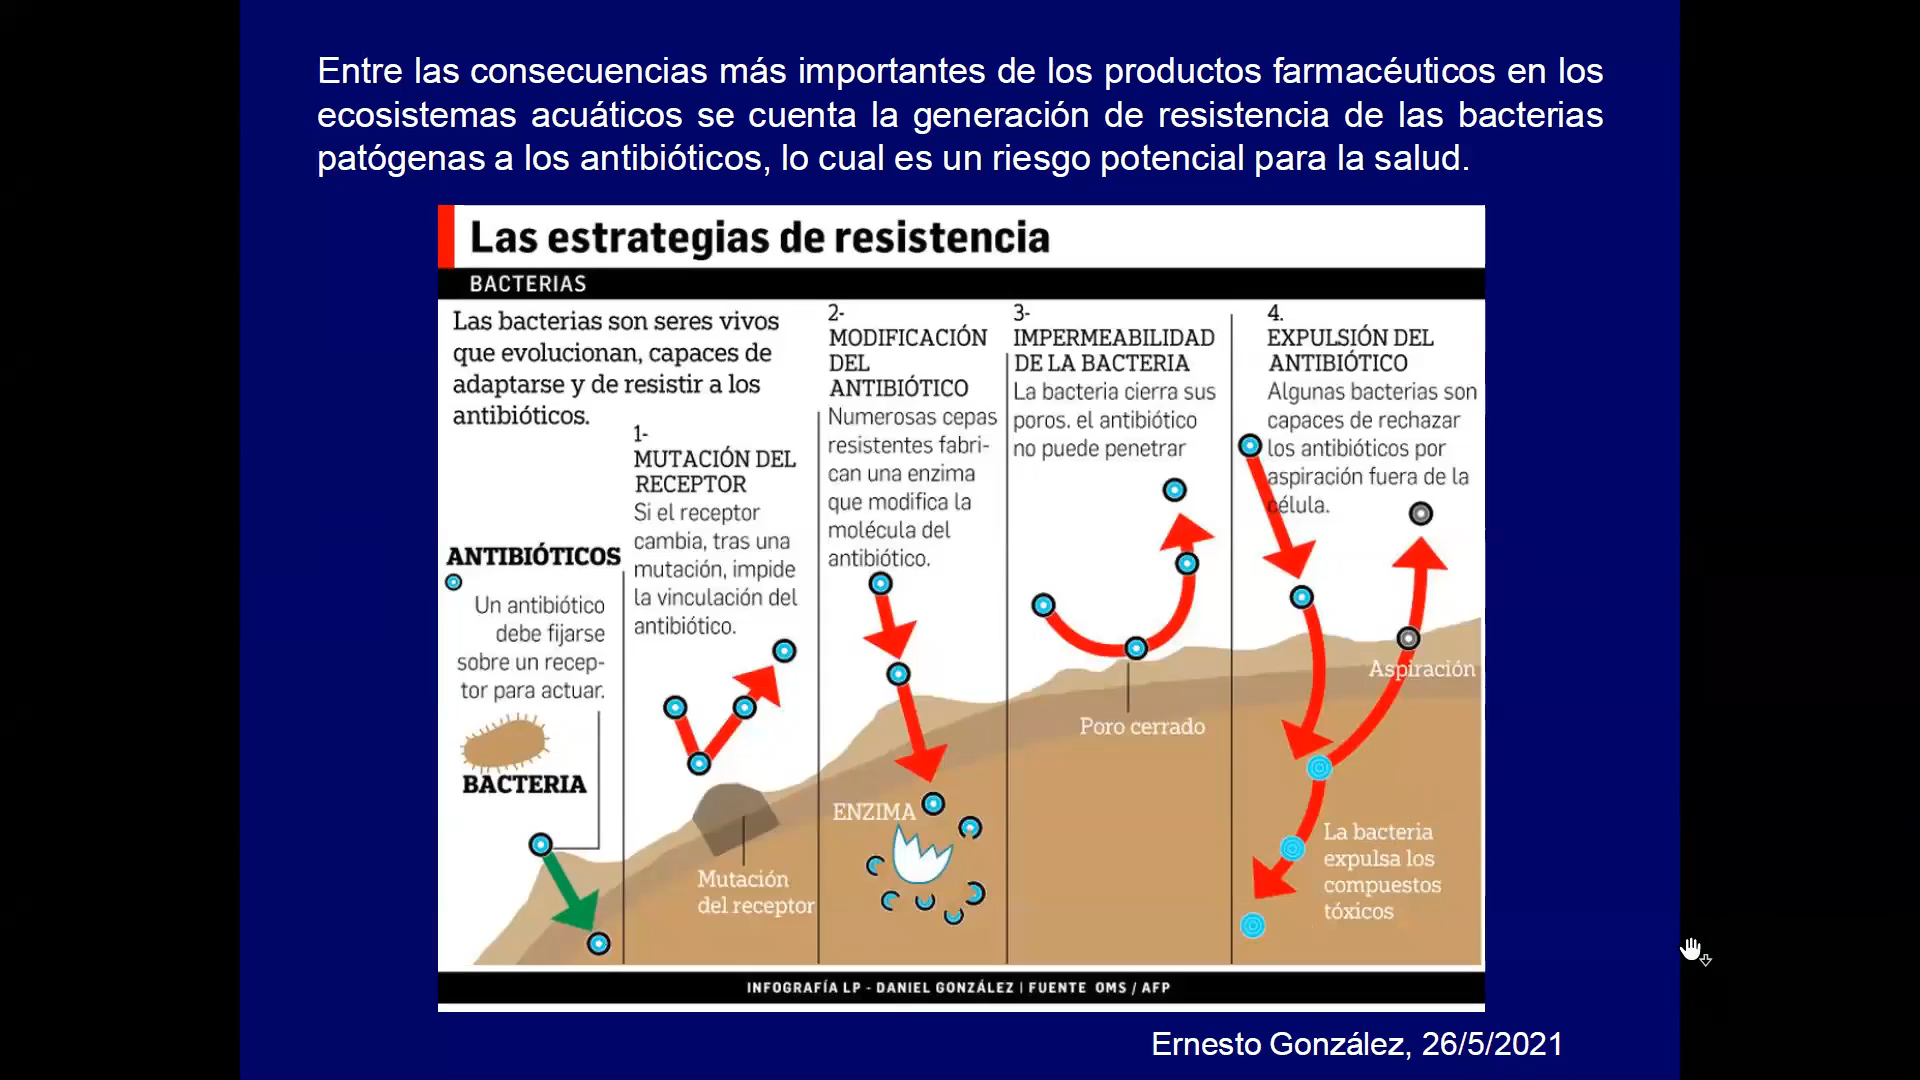 Entre las consecuencias más importantes de los productos farmacéuticos en los
ecosistemas acuáticos se cuenta la generación de resistencia de las bacterias
patógenas a los antibióticos, lo cual es un riesgo potencial para la salud.
Las estrategias de resistencia
BACTERIAS
Las bacterias son seres vivos
que evolucionan, capaces de
adaptarse y de resistir a los
antibióticos.
ANTIBIÓTICOS
Un antibiótico
debe fijarse
sobre un recep-
tor para actuar.
BACTERIA
1-
MUTACIÓN DEL
RECEPTOR
Si el receptor
cambia, tras una
mutación, impide
la vinculación del
antibiótico.
Mutación
del receptor
2-
MODIFICACIÓN
DEL
ANTIBIÓTICO
Numerosas cepas
resistentes fabri-
can una enzima
que modifica la
molécula del
antibiótico.
ENZIMA
3-
IMPERMEABILIDAD
DE LA BACTERIA
La bacteria cierra sus
poros. el antibiótico
no puede penetrar
Poro cerrado
4.
EXPULSIÓN DEL
ANTIBIÓTICO
Algunas bacterias son
capaces de rechazar
los antibióticos por
aspiración fuera de la
célula.
Aspiración
La bacteria
expulsa los
compuestos
tóxicos
INFOGRAFÍA LP - DANIEL GONZÁLEZ | FUENTE OMS / AFP
Ernesto González, 26/5/2021